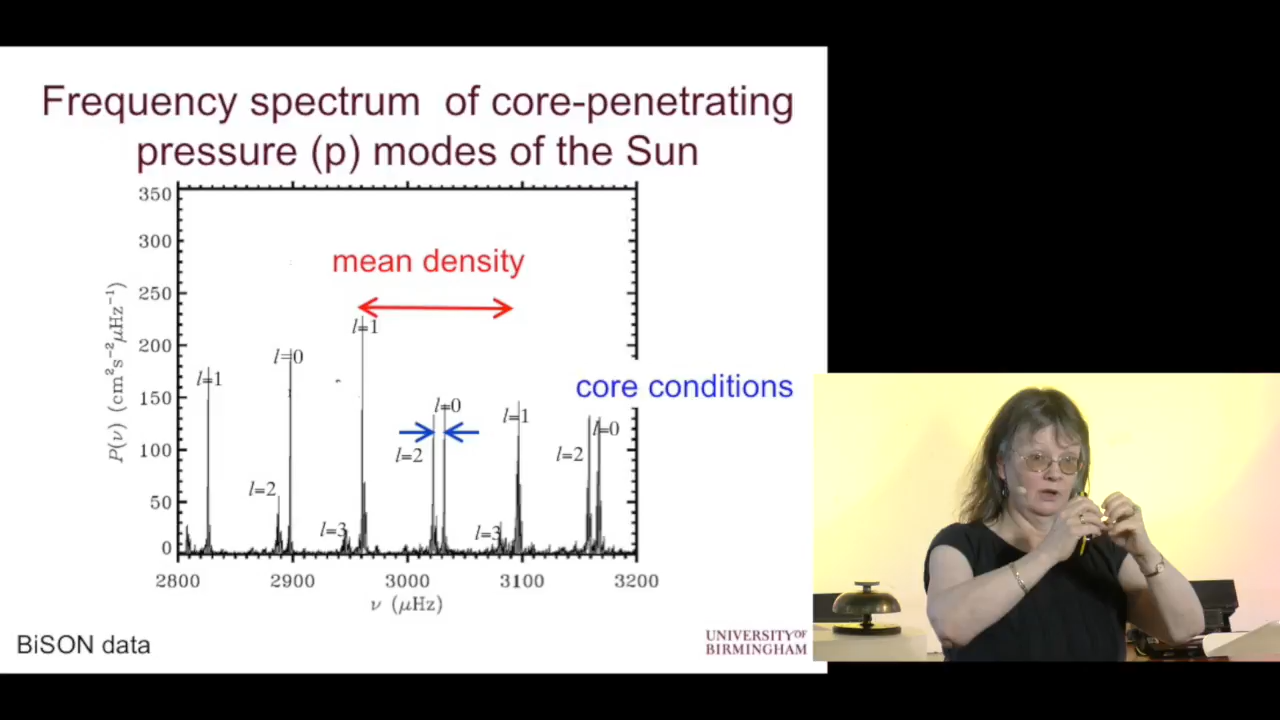 Frequency spectrum of core-penetrating
pressure (p) modes of the Sun
350
300
250
200
150
100
50
0
P(ν) (cm²s⁻²μHz⁻¹)
mean density
l=1
l=0
l=1
core conditions
l=0
l=1
l=0
l=2
l=2
l=2
l=3
l=3
2800 2900 3000 3100 3200
ν (μHz)
BiSON data
UNIVERSITY OF
BIRMINGHAM